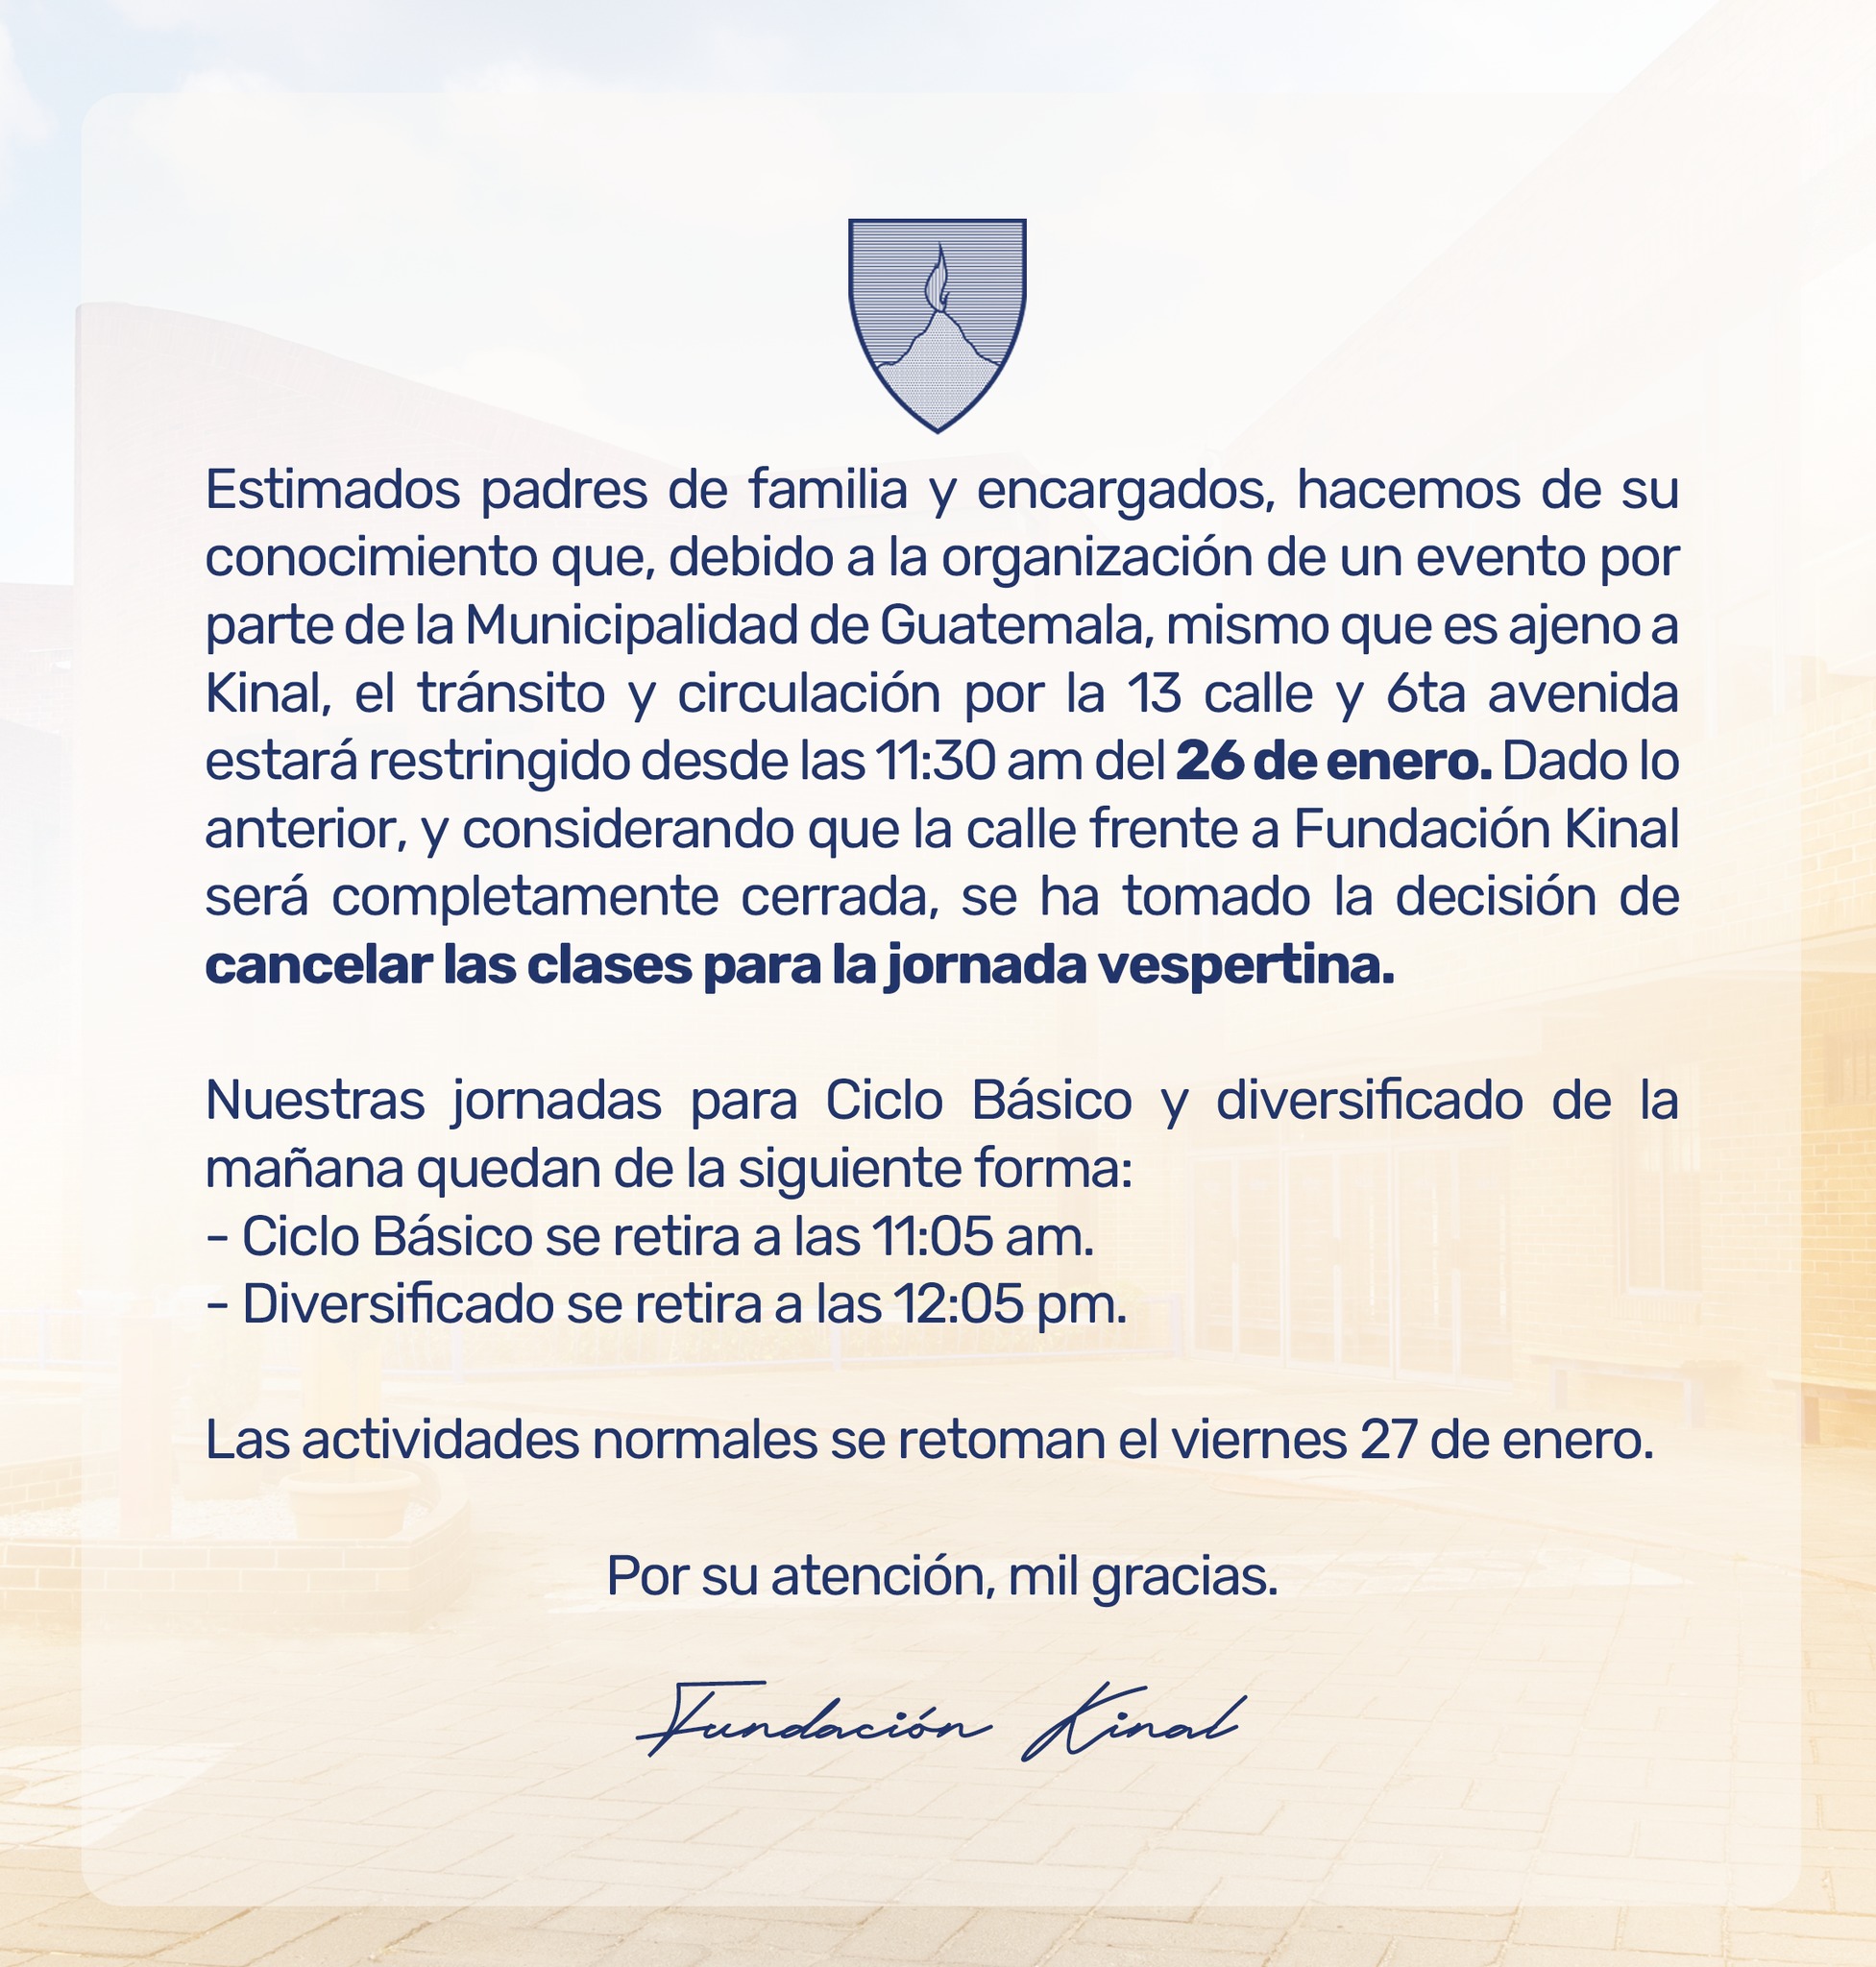 Estimados padres de familia y encargados, hacemos de su
conocimiento que, debido a la organización de un evento por
parte de la Municipalidad de Guatemala, mismo que es ajeno a
Kinal, el tránsito y circulación por la 13 calle y 6ta avenida
estará restringido desde las 11:30 am del 26 de enero. Dado lo
anterior, y considerando que la calle frente a Fundación Kinal
será completamente cerrada, se ha tomado la decisión de
cancelar las clases para la jornada vespertina.
Nuestras jornadas para Ciclo Básico y diversificado de la
mañana quedan de la siguiente forma:
- Ciclo Básico se retira a las 11:05 am.
- Diversificado se retira a las 12:05 pm.
Las actividades normales se retoman el viernes 27 de enero.
Por su atención, mil gracias.
Fundación Kinal